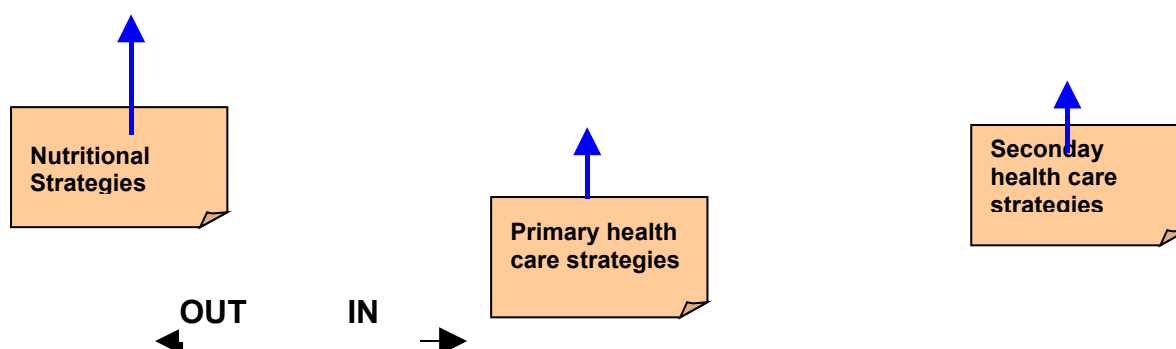 Nutritional
Strategies
Primary health
care strategies
Seconday
health care
strategies
OUT IN